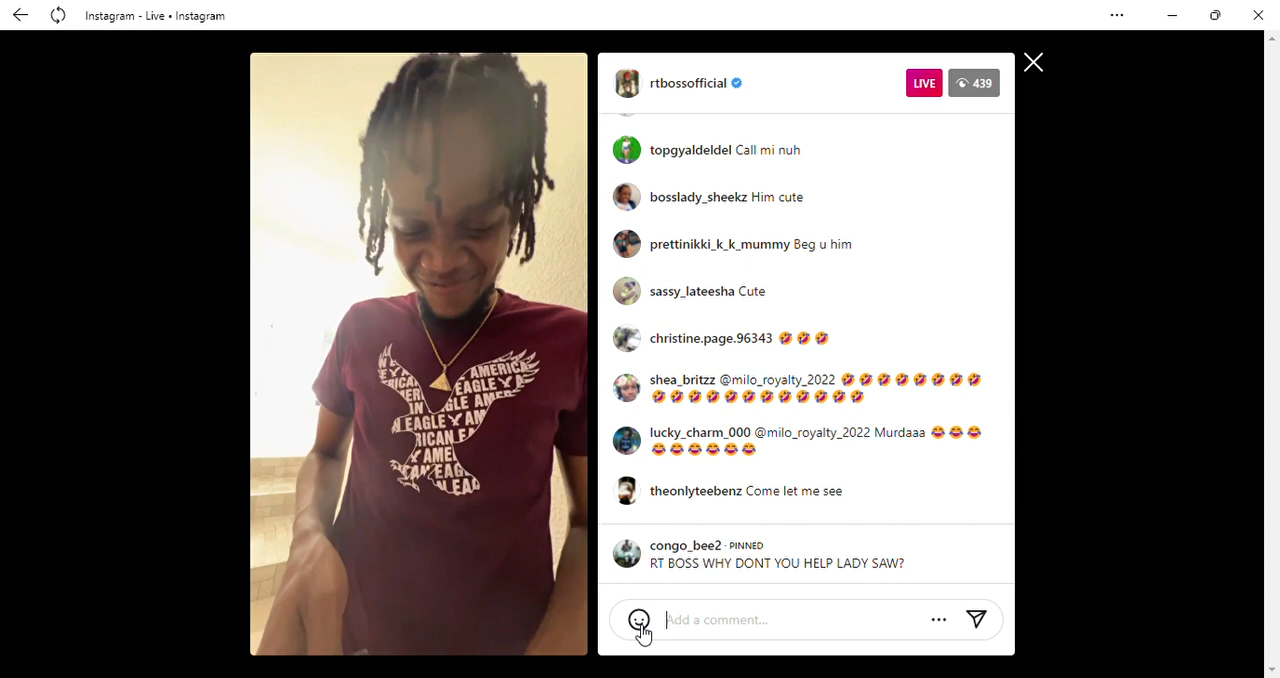 Instagram - Live • Instagram
rtbossofficial
LIVE
439
topgyaldeldel Call mi nuh
bosslady_sheekz Him cute
prettinikki_k_k_mummy Beg u him
sassy_lateesha Cute
christine.page.96343 🤣🤣🤣
shea_britzz @milo_royalty_2022 🤣🤣🤣🤣🤣🤣🤣🤣
🤣🤣🤣🤣🤣🤣🤣🤣🤣🤣🤣🤣
lucky_charm_000 @milo_royalty_2022 Murdaaa 😂😂😂
😂😂😂😂😂😂
theonlyteebenz Come let me see
congo_bee2 · PINNED
RT BOSS WHY DONT YOU HELP LADY SAW?
Add a comment...
AMERICA
EAGLE